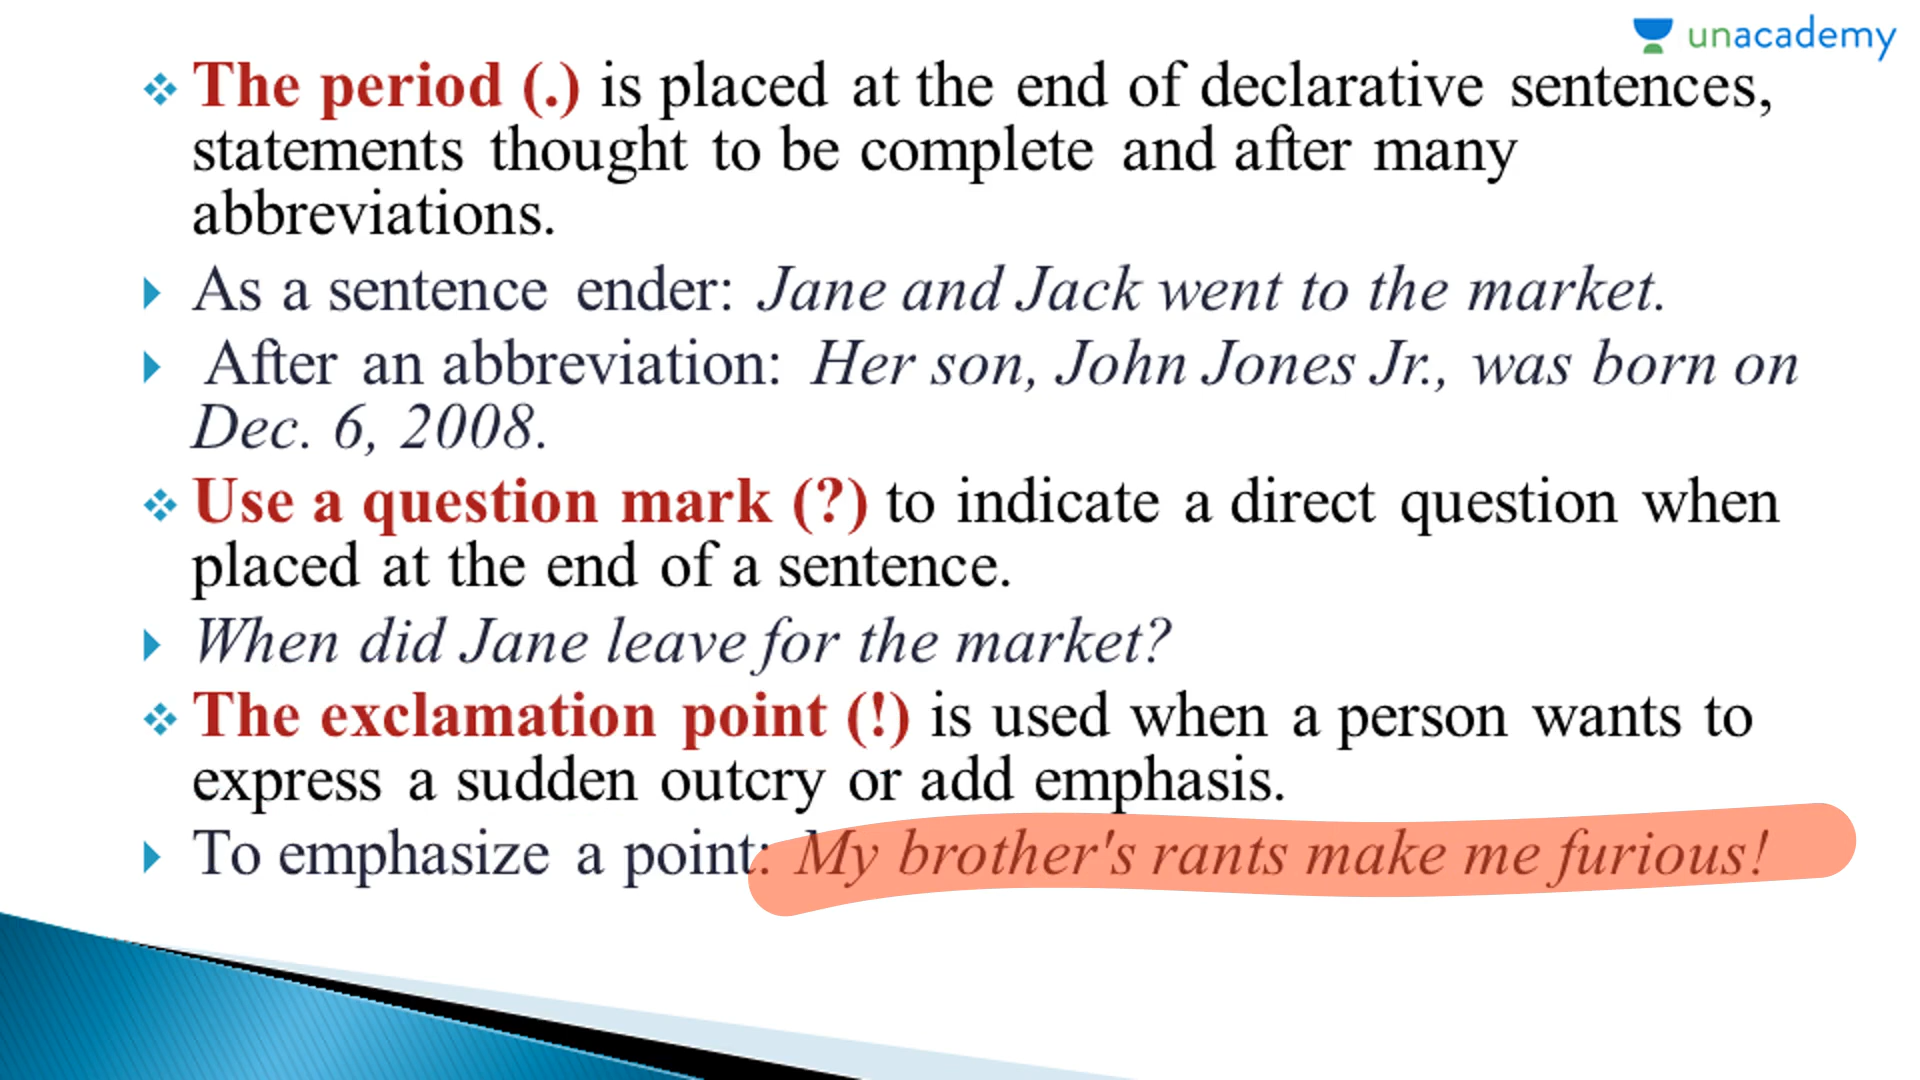 unacademy
❖ The period (.) is placed at the end of declarative sentences,
statements thought to be complete and after many
abbreviations.
As a sentence ender: Jane and Jack went to the market.
After an abbreviation: Her son, John Jones Jr., was born on
Dec. 6, 2008.
❖ Use a question mark (?) to indicate a direct question when
placed at the end of a sentence.
When did Jane leave for the market?
❖ The exclamation point (!) is used when a person wants to
express a sudden outcry or add emphasis.
To emphasize a point: My brother's rants make me furious!